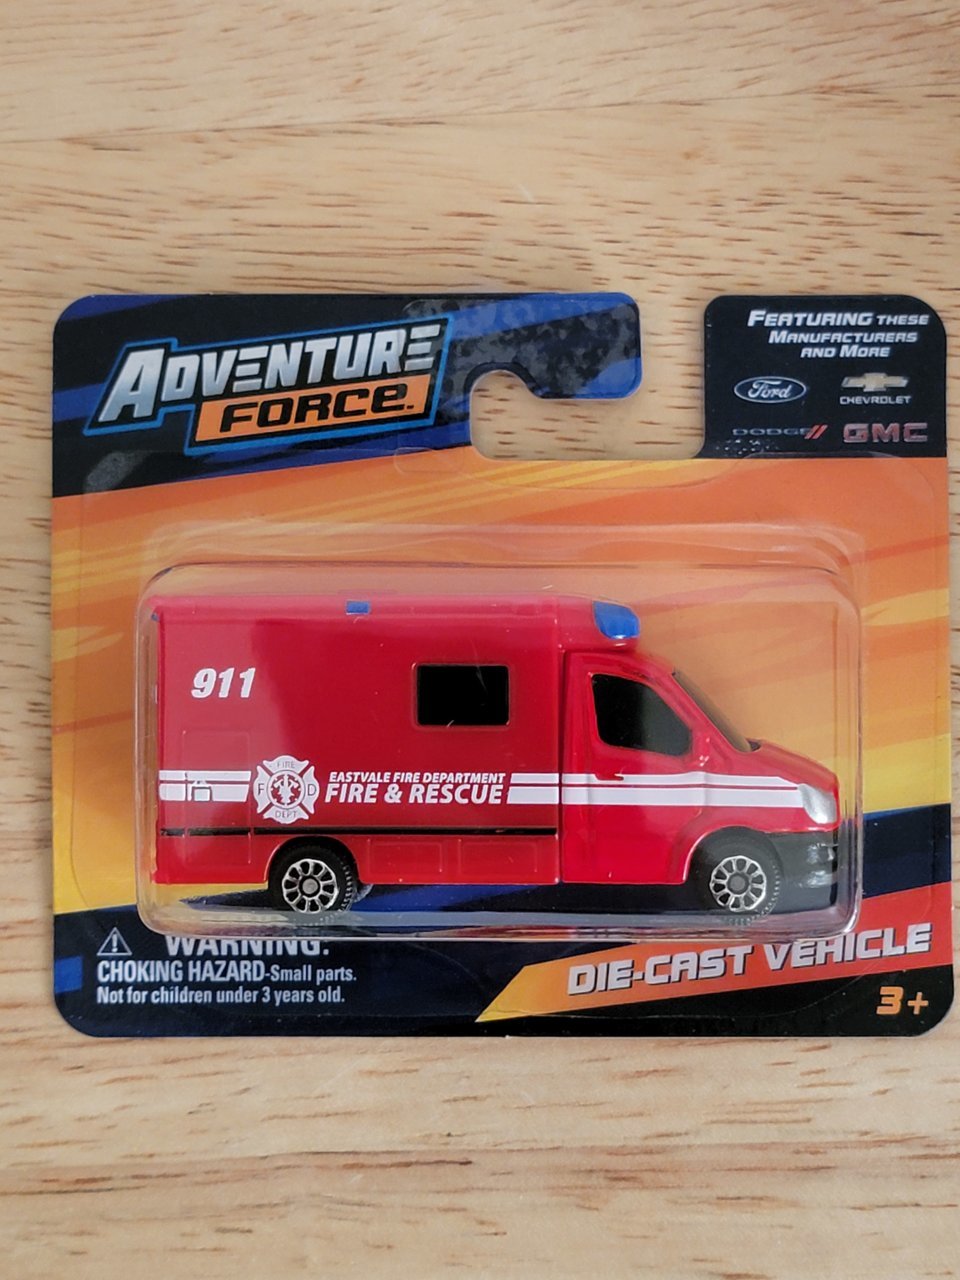 ADVENTURE
FORCE
FEATURING THESE
MANUFACTURERS
AND MORE
Ford
CHEVROLET
DODGE
GMC
911
FIRE
F D
DEPT
EASTVALE FIRE DEPARTMENT
FIRE & RESCUE
WARNING:
CHOKING HAZARD-Small parts.
Not for children under 3 years old.
DIE-CAST VEHICLE
3+